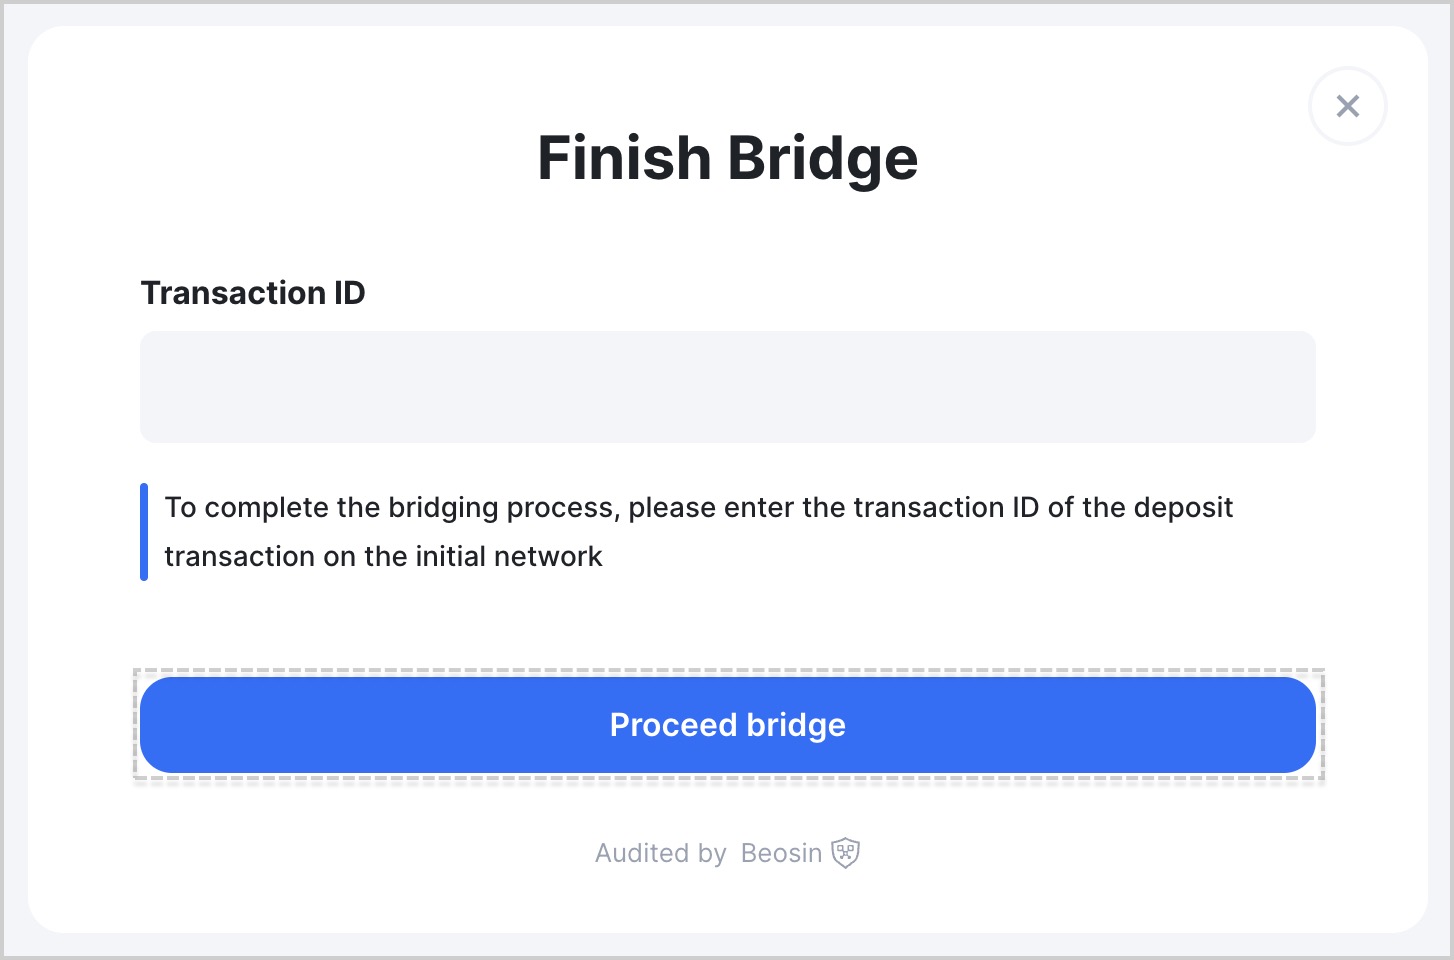 Finish Bridge
Transaction ID
To complete the bridging process, please enter the transaction ID of the deposit
transaction on the initial network
Proceed bridge
Audited by Beosin